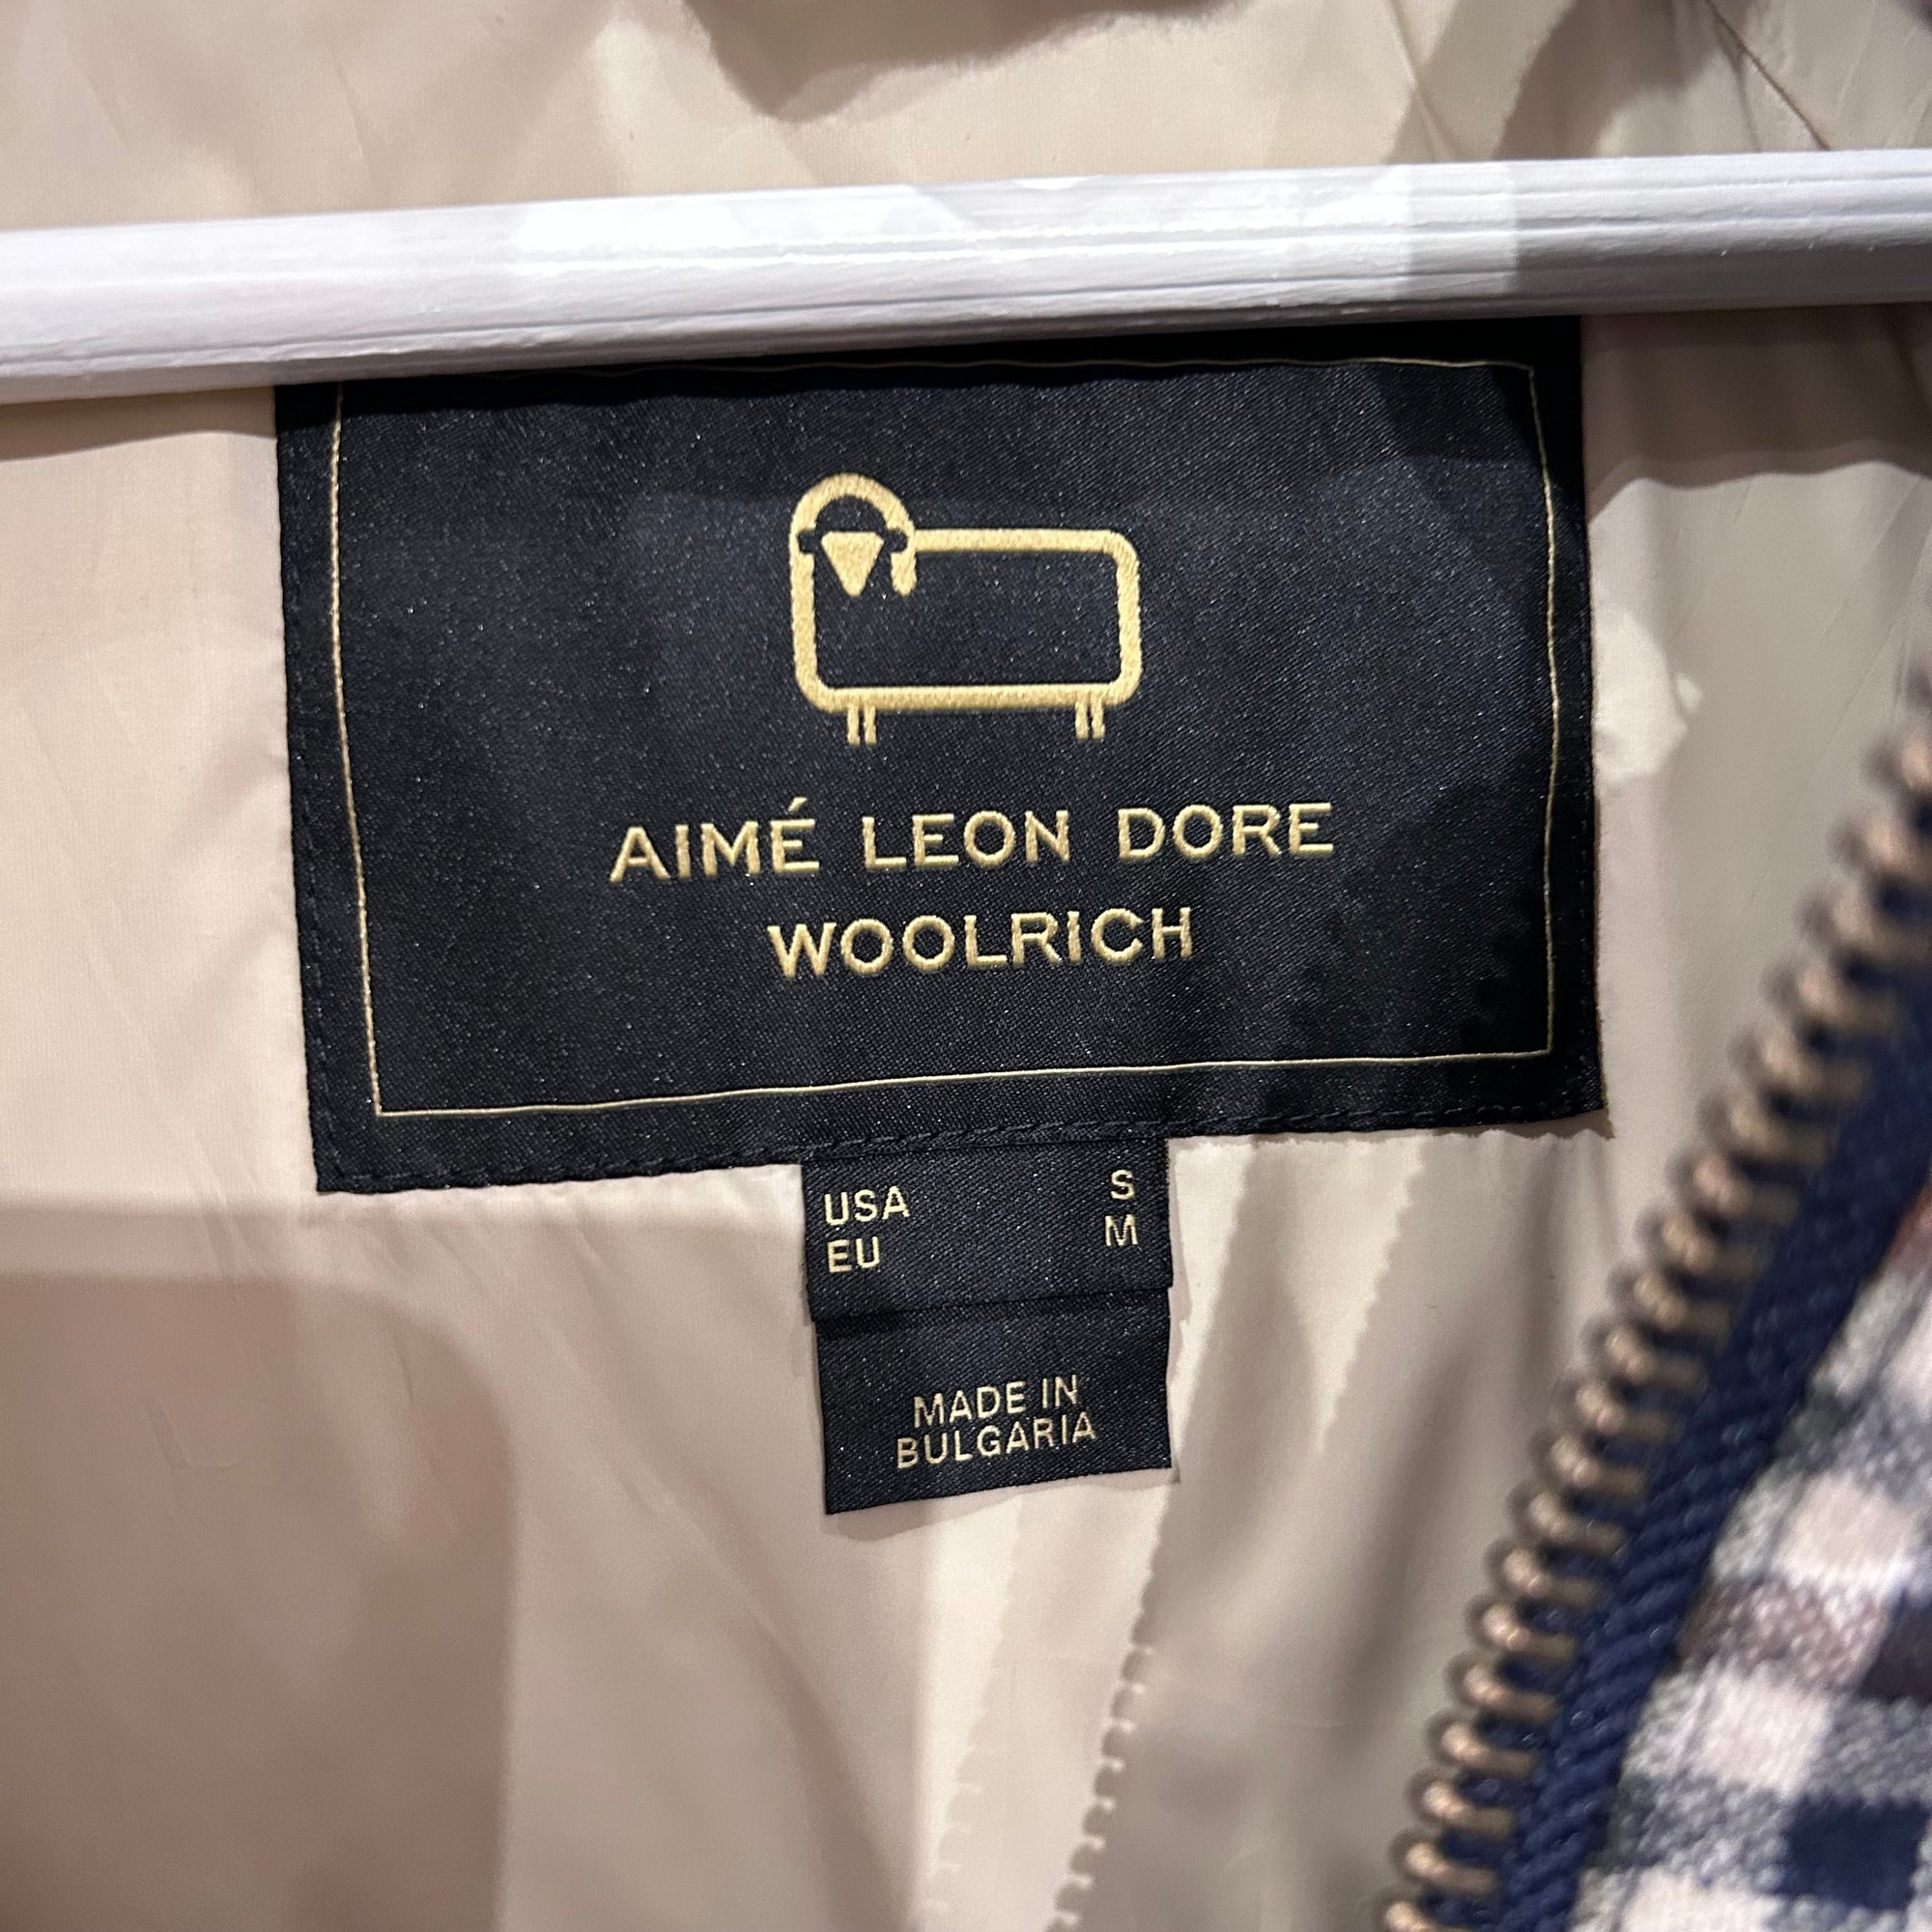 AIMÉ LEON DORE
WOOLRICH
USA S
EU M
MADE IN
BULGARIA